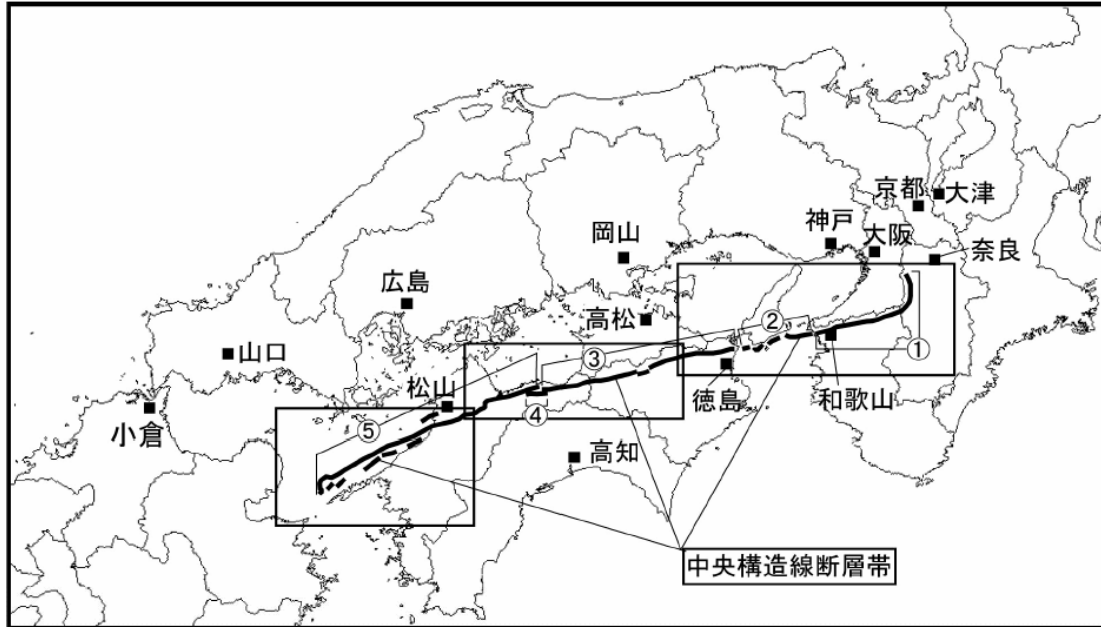 京都
大津
神戸
大阪
奈良
岡山
広島
高松
②
①
山口
③
松山
徳島
和歌山
小倉
④
⑤
高知
中央構造線断層帯